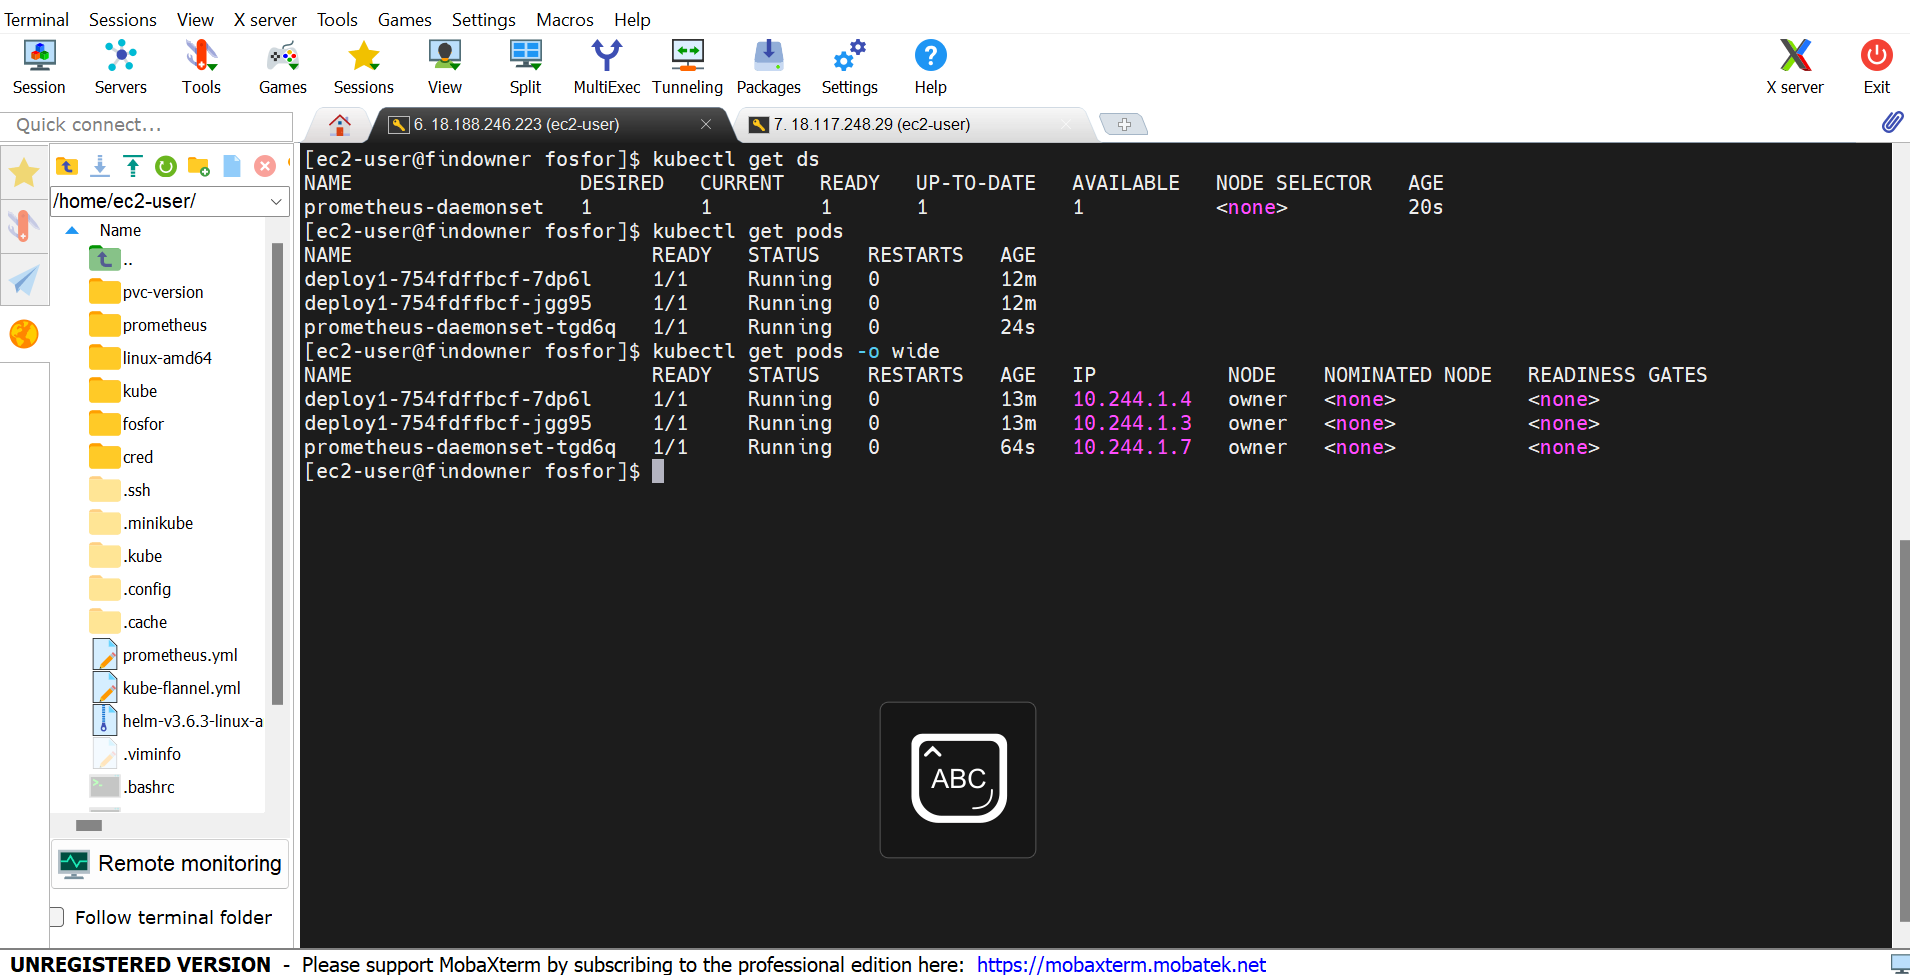 Terminal Sessions View X server Tools Games Settings Macros Help
Session Servers Tools Games Sessions View Split MultiExec Tunneling Packages Settings Help X server Exit
Quick connect...
6. 18.188.246.223 (ec2-user)
7. 18.117.248.29 (ec2-user)
/home/ec2-user/
Name
..
pvc-version
prometheus
linux-amd64
kube
fosfor
cred
.ssh
.minikube
.kube
.config
.cache
prometheus.yml
kube-flannel.yml
helm-v3.6.3-linux-a
.viminfo
.bashrc
Remote monitoring
Follow terminal folder
[ec2-user@findowner fosfor]$ kubectl get ds
NAME DESIRED CURRENT READY UP-TO-DATE AVAILABLE NODE SELECTOR AGE
prometheus-daemonset 1 1 1 1 1 <none> 20s
[ec2-user@findowner fosfor]$ kubectl get pods
NAME READY STATUS RESTARTS AGE
deploy1-754fdffbcf-7dp6l 1/1 Running 0 12m
deploy1-754fdffbcf-jgg95 1/1 Running 0 12m
prometheus-daemonset-tgd6q 1/1 Running 0 24s
[ec2-user@findowner fosfor]$ kubectl get pods -o wide
NAME READY STATUS RESTARTS AGE IP NODE NOMINATED NODE READINESS GATES
deploy1-754fdffbcf-7dp6l 1/1 Running 0 13m 10.244.1.4 owner <none> <none>
deploy1-754fdffbcf-jgg95 1/1 Running 0 13m 10.244.1.3 owner <none> <none>
prometheus-daemonset-tgd6q 1/1 Running 0 64s 10.244.1.7 owner <none> <none>
[ec2-user@findowner fosfor]$
ABC
UNREGISTERED VERSION - Please support MobaXterm by subscribing to the professional edition here: https://mobaxterm.mobatek.net